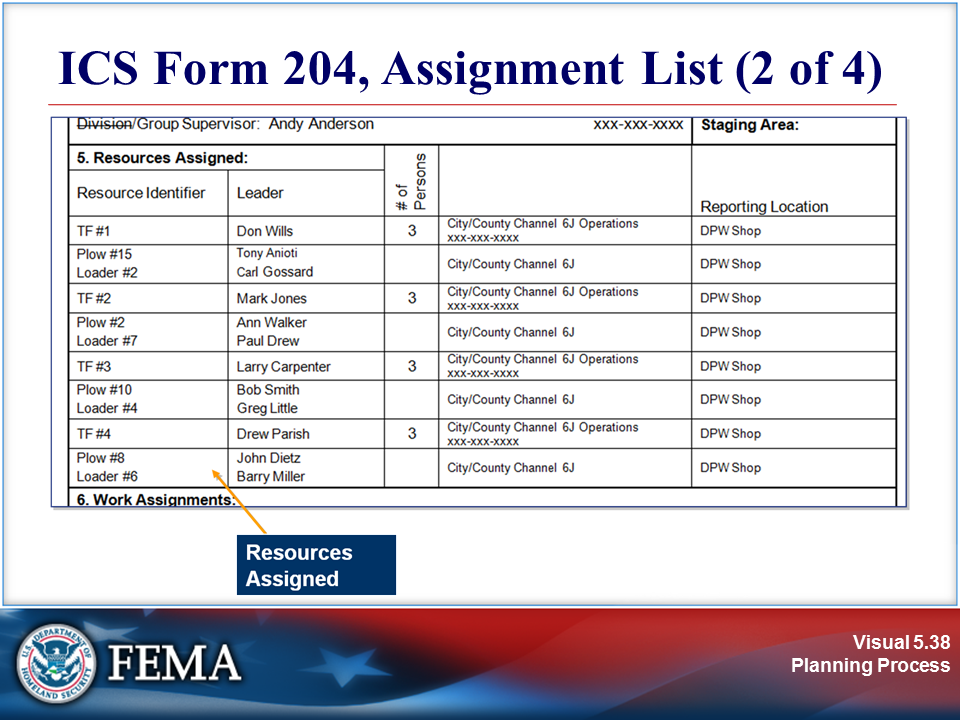 ICS Form 204, Assignment List (2 of 4)
Division/Group Supervisor: Andy Anderson xxx-xxx-xxxx Staging Area:
5. Resources Assigned:
# of Persons
Resource Identifier Leader Reporting Location
TF #1 Don Wills 3 City/County Channel 6J Operations xxx-xxx-xxxx DPW Shop
Plow #15 Tony Anioti
Loader #2 Carl Gossard City/County Channel 6J DPW Shop
TF #2 Mark Jones 3 City/County Channel 6J Operations xxx-xxx-xxxx DPW Shop
Plow #2 Ann Walker
Loader #7 Paul Drew City/County Channel 6J DPW Shop
TF #3 Larry Carpenter 3 City/County Channel 6J Operations xxx-xxx-xxxx DPW Shop
Plow #10 Bob Smith
Loader #4 Greg Little City/County Channel 6J DPW Shop
TF #4 Drew Parish 3 City/County Channel 6J Operations xxx-xxx-xxxx DPW Shop
Plow #8 John Dietz
Loader #6 Barry Miller City/County Channel 6J DPW Shop
6. Work Assignments:
Resources
Assigned
U.S. DEPARTMENT OF HOMELAND SECURITY
FEMA
Visual 5.38
Planning Process